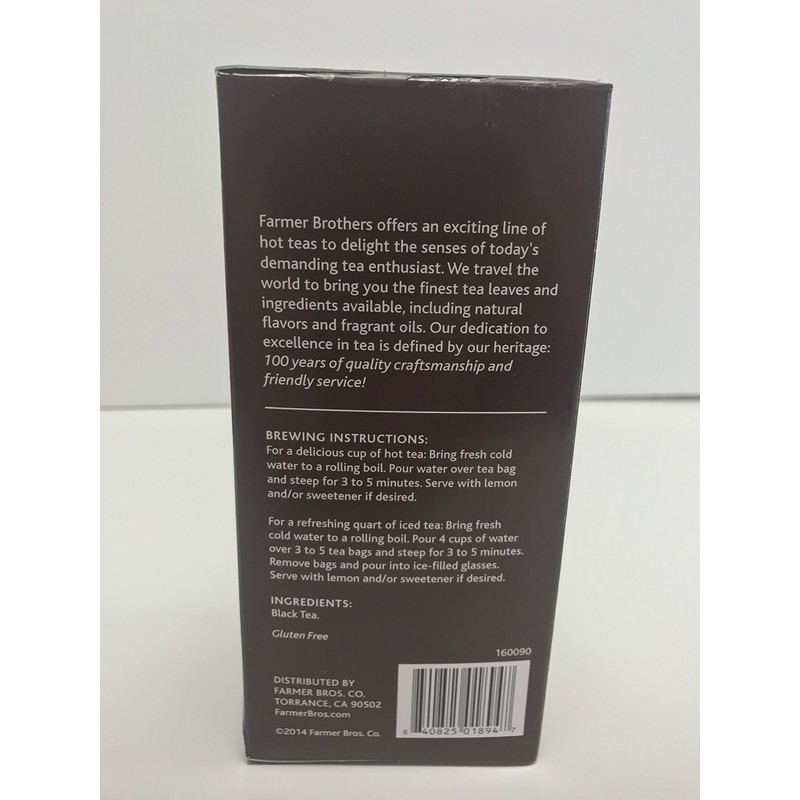 Farmer Brothers offers an exciting line of
hot teas to delight the senses of today's
demanding tea enthusiast. We travel the
world to bring you the finest tea leaves and
ingredients available, including natural
flavors and fragrant oils. Our dedication to
excellence in tea is defined by our heritage:
100 years of quality craftsmanship and
friendly service!
BREWING INSTRUCTIONS:
For a delicious cup of hot tea: Bring fresh cold
water to a rolling boil. Pour water over tea bag
and steep for 3 to 5 minutes. Serve with lemon
and/or sweetener if desired.
For a refreshing quart of iced tea: Bring fresh
cold water to a rolling boil. Pour 4 cups of water
over 3 to 5 tea bags and steep for 3 to 5 minutes.
Remove bags and pour into ice-filled glasses.
Serve with lemon and/or sweetener if desired.
INGREDIENTS:
Black Tea.
Gluten Free
160090
DISTRIBUTED BY
FARMER BROS. CO.
TORRANCE, CA 90502
FarmerBros.com
©2014 Farmer Bros. Co.
8 40825 01894 7